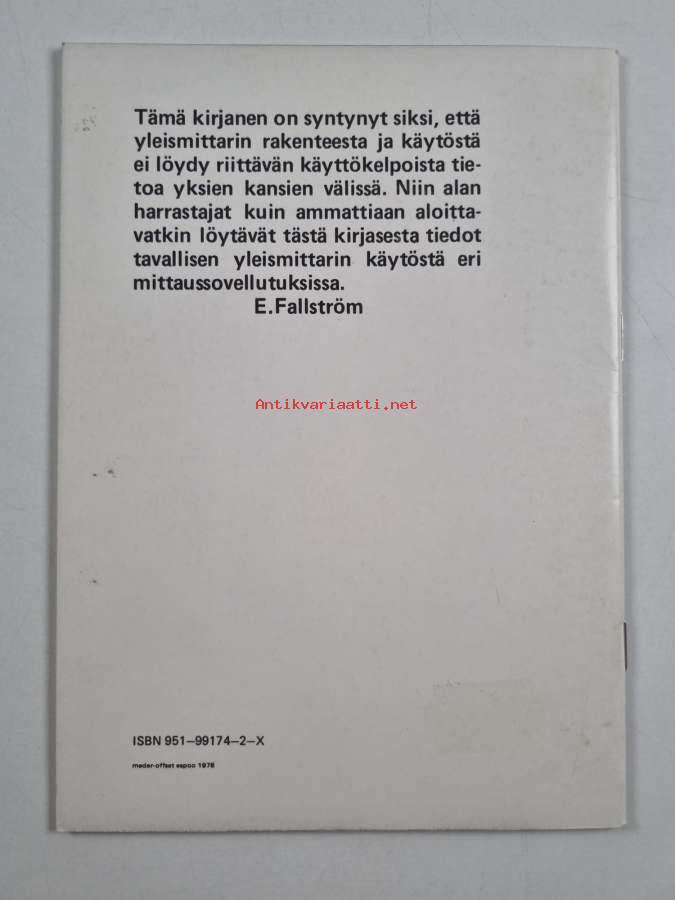 Tämä kirjanen on syntynyt siksi, että
yleismittarin rakenteesta ja käytöstä
ei löydy riittävän käyttökelpoista tie-
toa yksien kansien välissä. Niin alan
harrastajat kuin ammattiaan aloitta-
vatkin löytävät tästä kirjasesta tiedot
tavallisen yleismittarin käytöstä eri
mittaussovellutuksissa.
E.Fallström
Antikvariaatti.net
ISBN 951–99174–2–X
meder-offset espoo 1978